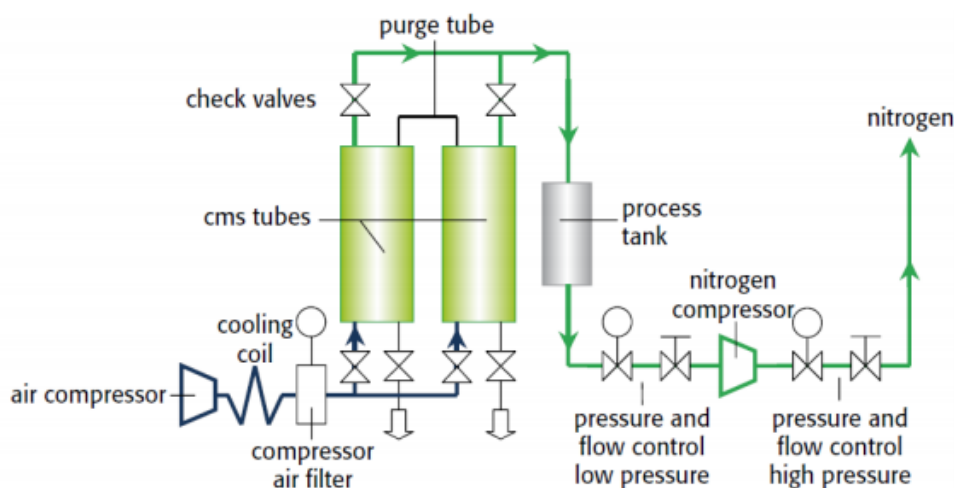 purge tube
check valves
nitrogen
cms tubes
process
tank
nitrogen
compressor
cooling
coil
air compressor
compressor
air filter
pressure and
flow control
low pressure
pressure and
flow control
high pressure